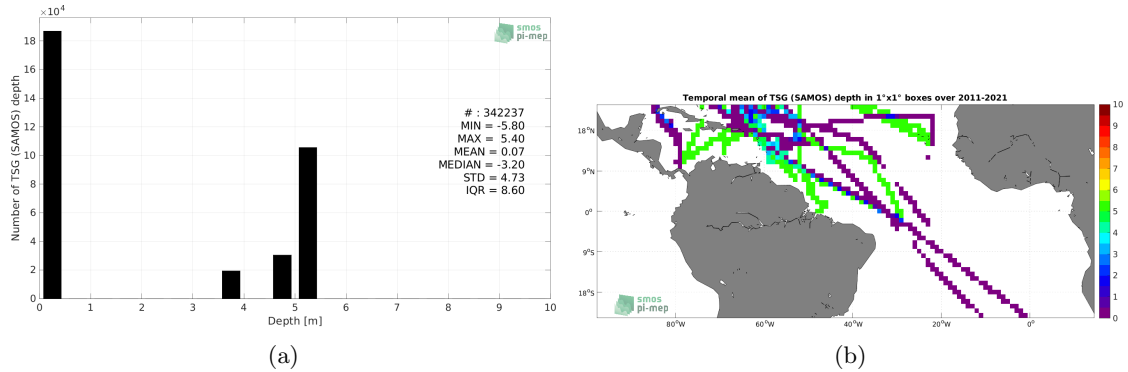 ×10⁴
18
16
14
12
10
8
6
4
2
0
Number of TSG (SAMOS) depth
0 1 2 3 4 5 6 7 8 9 10
Depth [m]
smos
pi-mep
# : 342237
MIN = -5.80
MAX = 5.40
MEAN = 0.07
MEDIAN = -3.20
STD = 4.73
IQR = 8.60
(a)
Temporal mean of TSG (SAMOS) depth in 1°x1° boxes over 2011-2021
18°N
9°N
0°
9°S
18°S
80°W 60°W 40°W 20°W 0°
smos
pi-mep
10
9
8
7
6
5
4
3
2
1
0
(b)